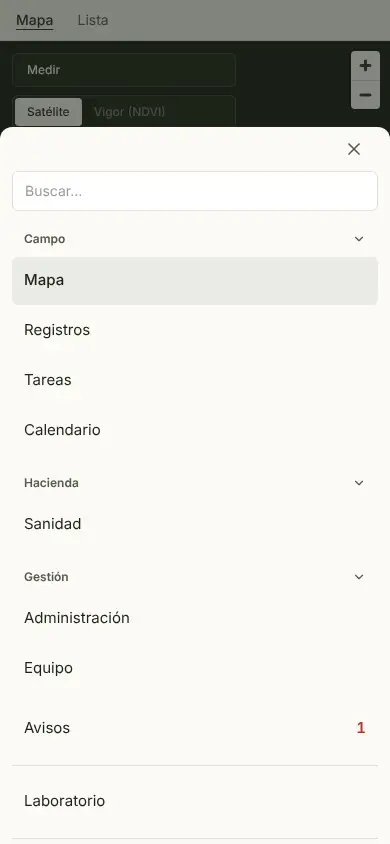 Mapa Lista
Medir
Satélite Vigor (NDVI)
Buscar...
Campo
Mapa
Registros
Tareas
Calendario
Hacienda
Sanidad
Gestión
Administración
Equipo
Avisos 1
Laboratorio